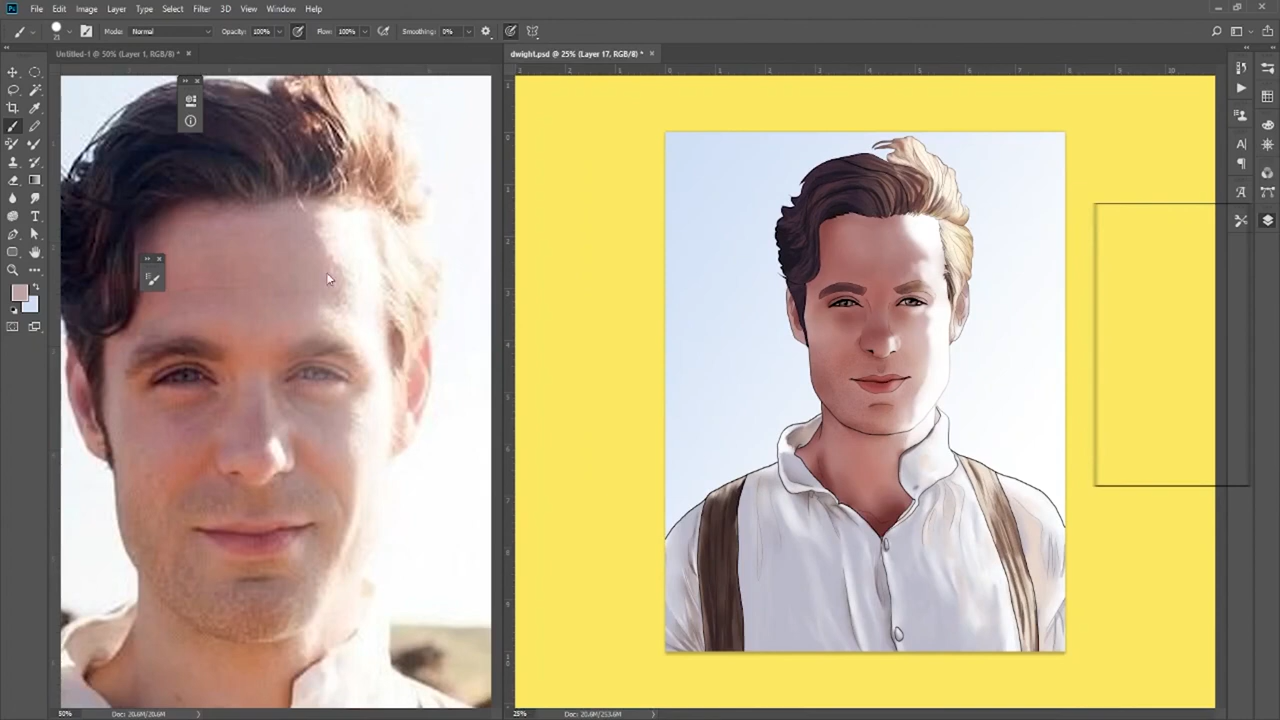 Ps File Edit Image Layer Type Select Filter 3D View Window Help
Mode: Normal Opacity: 100% Flow: 100% Smoothing: 0%
Untitled-1 @ 50% (Layer 1, RGB/8) * ×
dwight.psd @ 25% (Layer 17, RGB/8) * ×
50% Doc: 20.6M/20.6M
25% Doc: 20.6M/253.6M